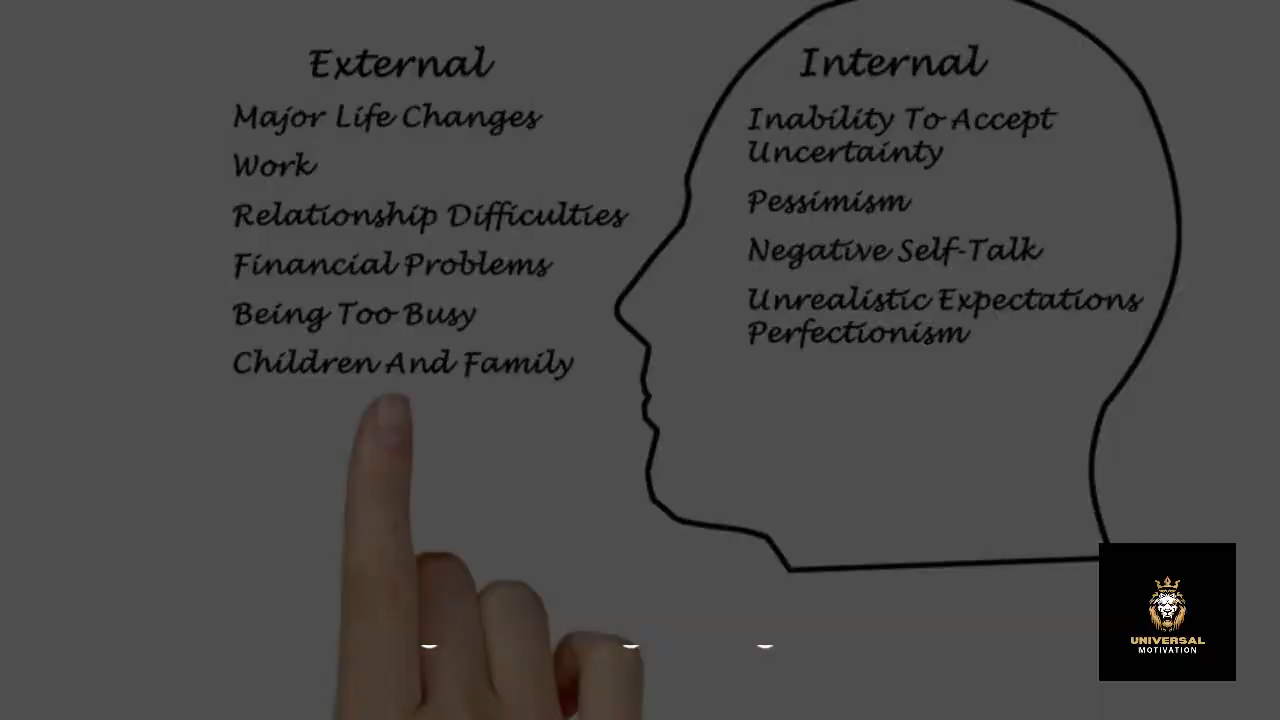 External
Major Life Changes
Work
Relationship Difficulties
Financial Problems
Being Too Busy
Children And Family
Internal
Inability To Accept
Uncertainty
Pessimism
Negative Self-Talk
Unrealistic Expectations
Perfectionism
UNIVERSAL
MOTIVATION